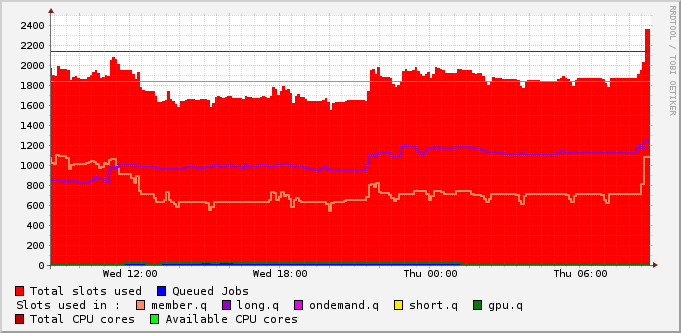 2400
2200
2000
1800
1600
1400
1200
1000
800
600
400
200
0
Wed 12:00 Wed 18:00 Thu 00:00 Thu 06:00
RRDTOOL / TOBI OETIKER
Total slots used Queued Jobs
Slots used in : member.q long.q ondemand.q short.q gpu.q
Total CPU cores Available CPU cores